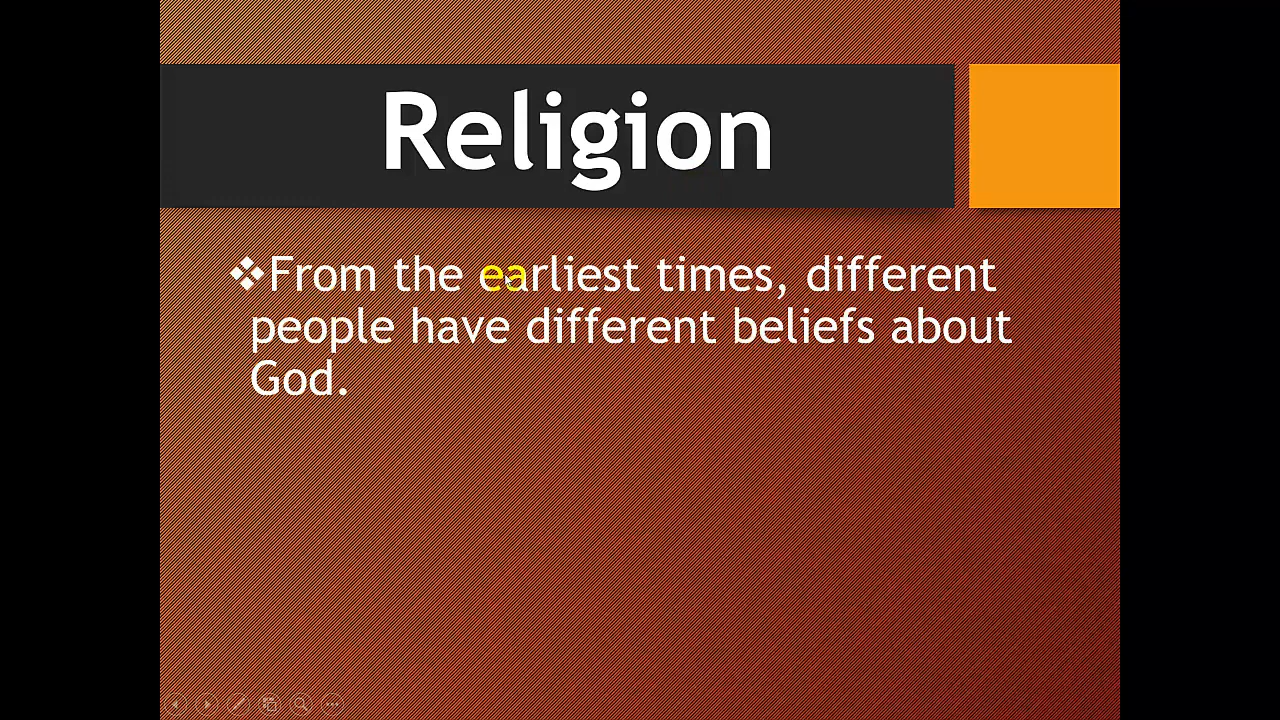 Religion
❖From the earliest times, different
people have different beliefs about
God.